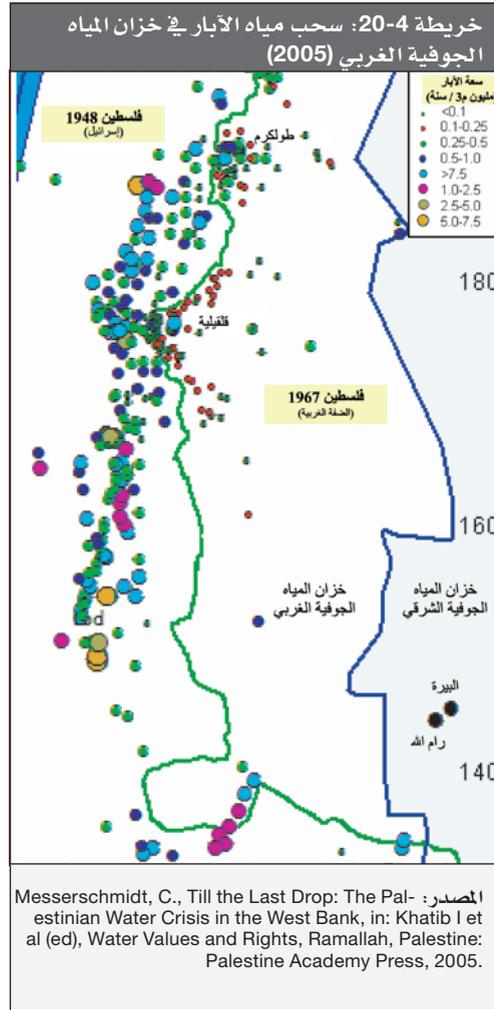 خريطة 4-20: سحب مياه الآبار في خزان المياه
الجوفية الغربي (2005)
فلسطين 1948
(إسرائيل)
سعة الآبار
(مليون م3 / سنة)
<0.1
0.1-0.25
0.25-0.5
0.5-1.0
>7.5
1.0-2.5
2.5-5.0
5.0-7.5
طولكرم
180
قلقيلية
فلسطين 1967
(الضفة الغربية)
160
خزان المياه
الجوفية الغربي
خزان المياه
الجوفية الشرقي
البيرة
رام الله
140
المصدر: Messerschmidt, C., Till the Last Drop: The Pal-
estinian Water Crisis in the West Bank, in: Khatib I et
al (ed), Water Values and Rights, Ramallah, Palestine:
Palestine Academy Press, 2005.